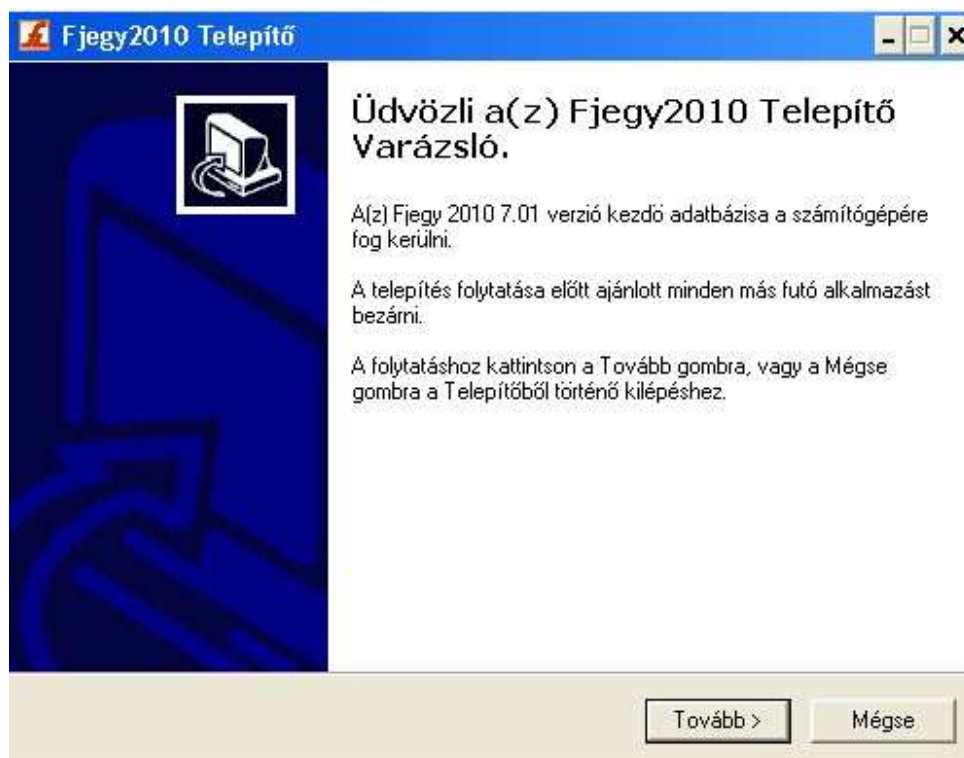 Fjegy2010 Telepítő
Üdvözli a(z) Fjegy2010 Telepítő
Varázsló.
A(z) Fjegy 2010 7.01 verzió kezdö adatbázisa a számítógépére
fog kerülni.
A telepítés folytatása előtt ajánlott minden más futó alkalmazást
bezárni.
A folytatáshoz kattintson a Tovább gombra, vagy a Mégse
gombra a Telepítőből történő kilépéshez.
Tovább >
Mégse